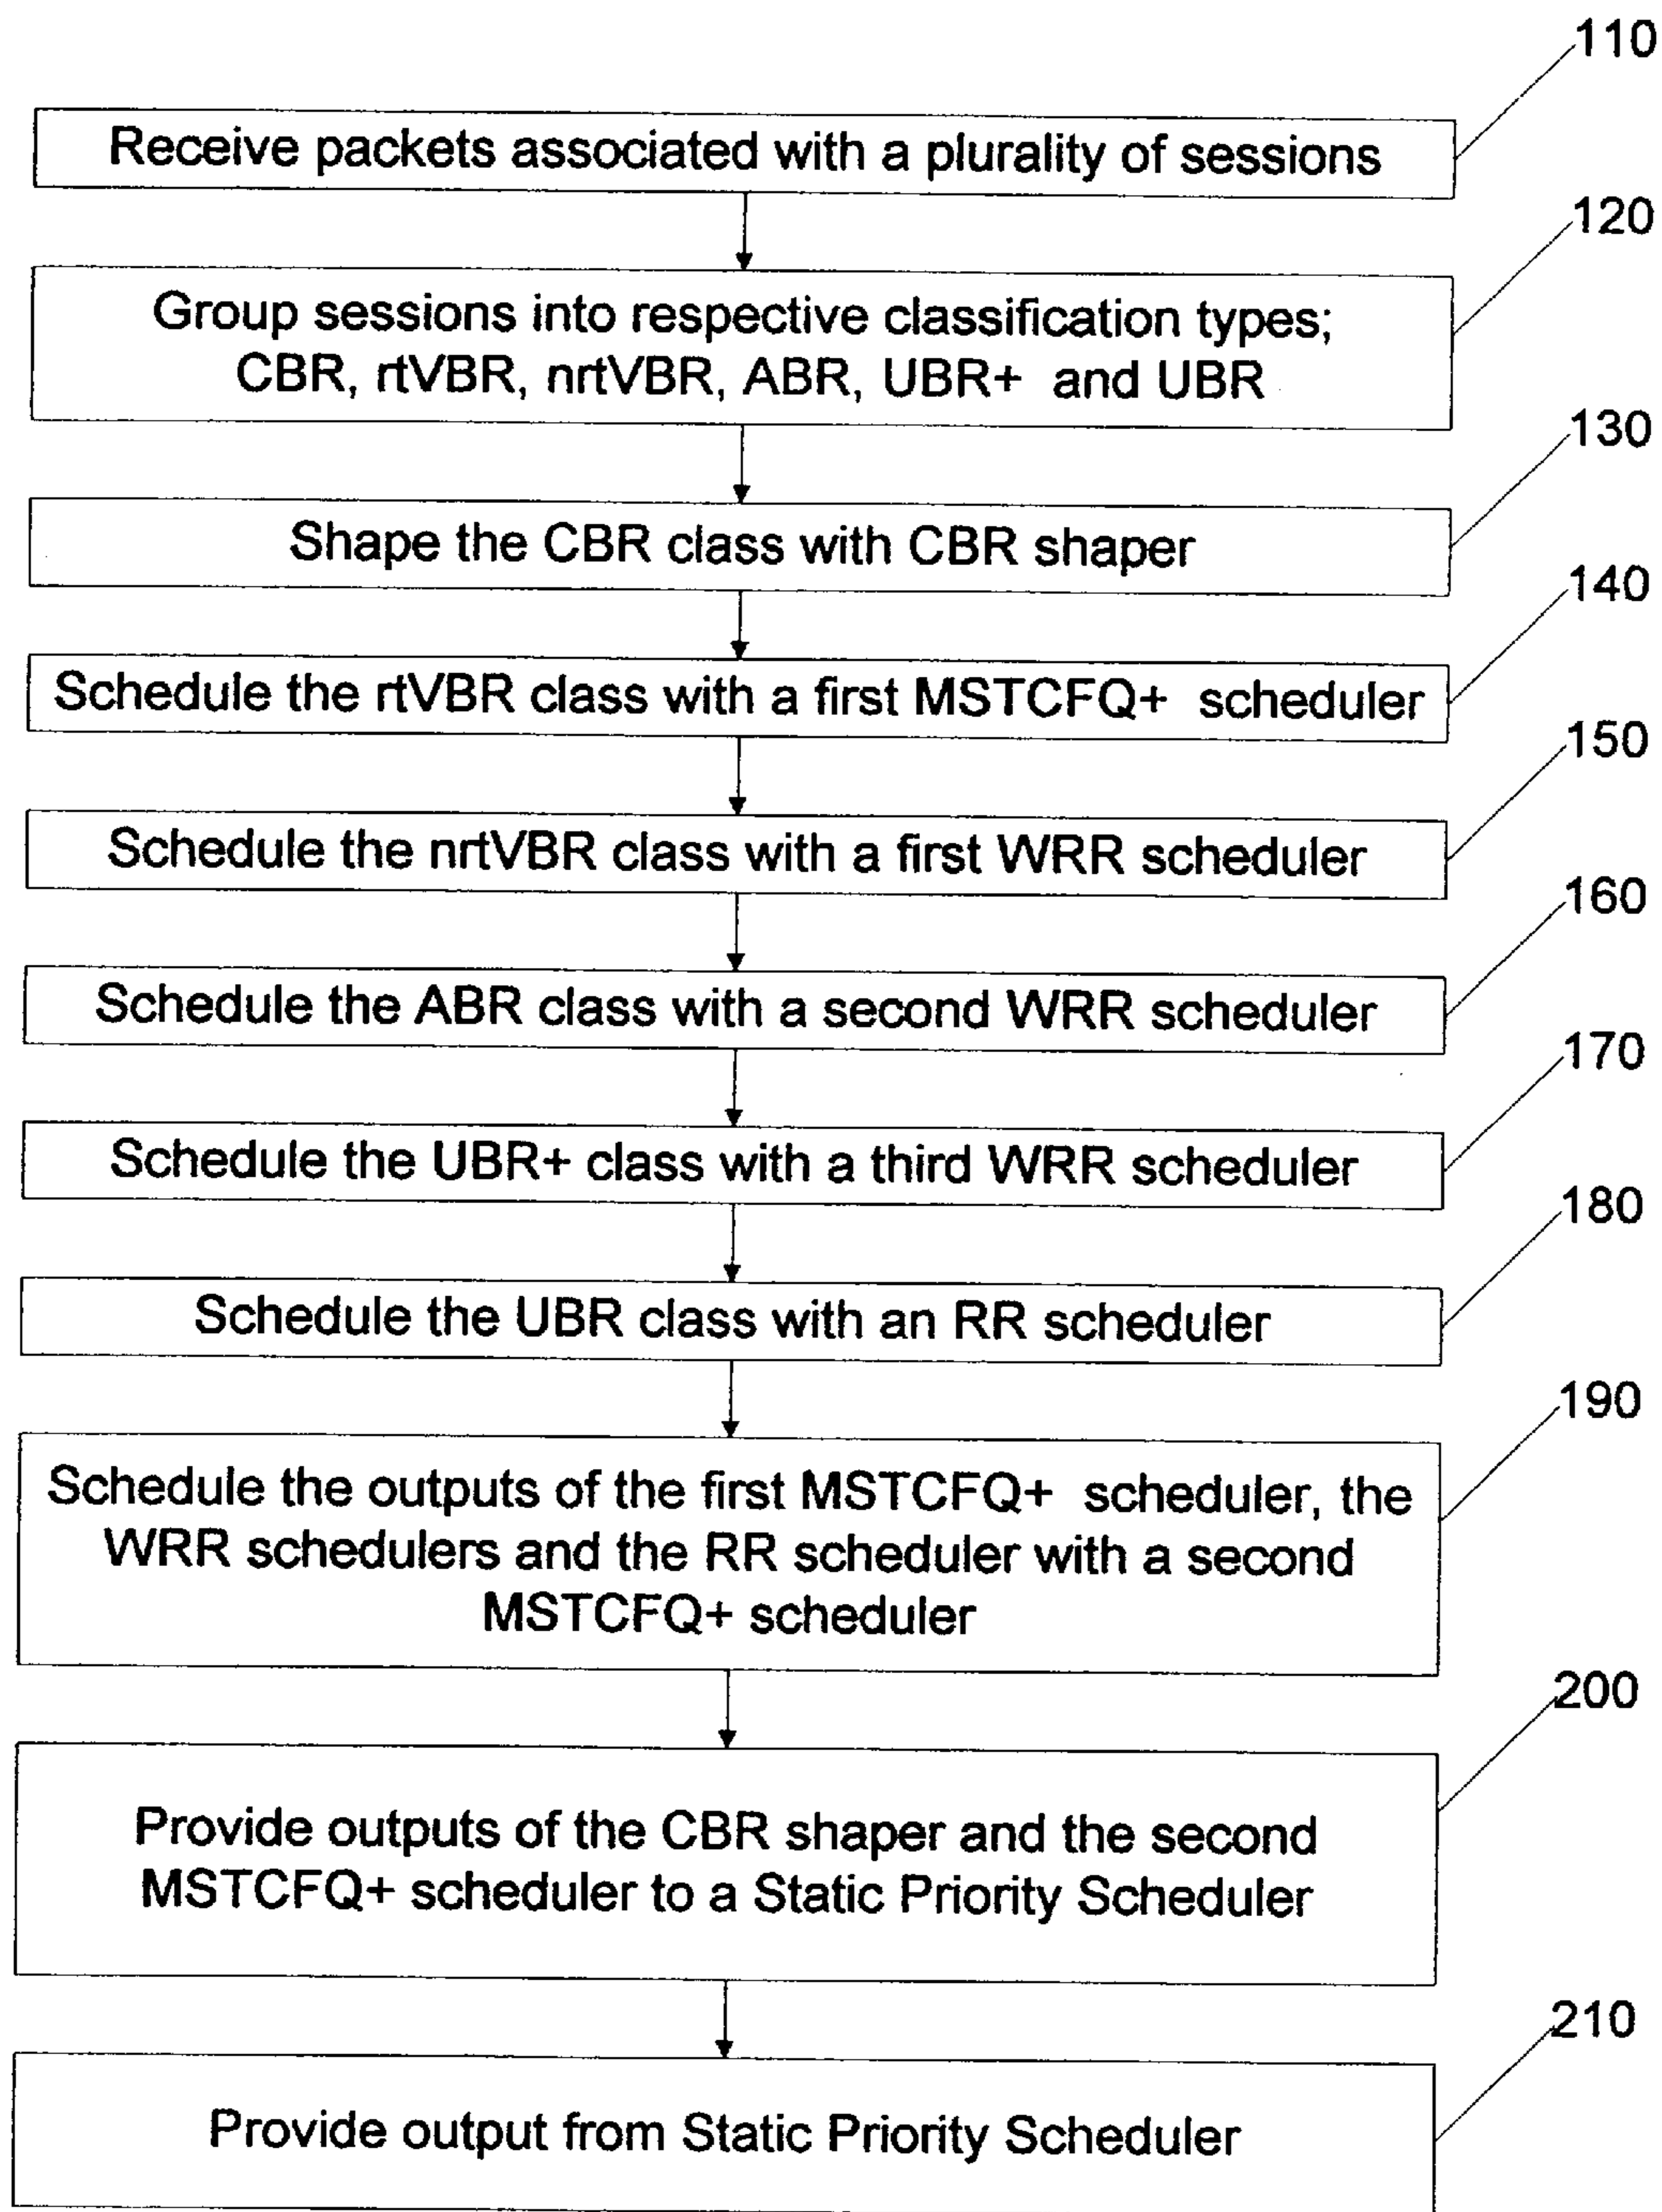 110
Receive packets associated with a plurality of sessions
120
Group sessions into respective classification types;
CBR, rtVBR, nrtVBR, ABR, UBR+ and UBR
130
Shape the CBR class with CBR shaper
140
Schedule the rtVBR class with a first MSTCFQ+ scheduler
150
Schedule the nrtVBR class with a first WRR scheduler
160
Schedule the ABR class with a second WRR scheduler
170
Schedule the UBR+ class with a third WRR scheduler
180
Schedule the UBR class with an RR scheduler
190
Schedule the outputs of the first MSTCFQ+ scheduler, the
WRR schedulers and the RR scheduler with a second
MSTCFQ+ scheduler
200
Provide outputs of the CBR shaper and the second
MSTCFQ+ scheduler to a Static Priority Scheduler
210
Provide output from Static Priority Scheduler